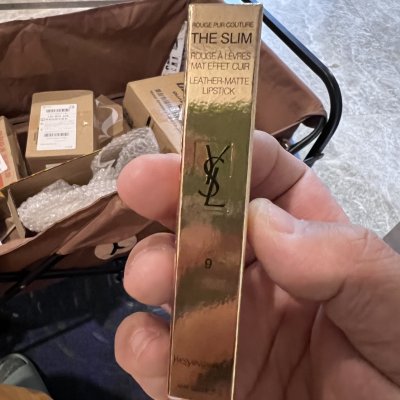 ROUGE PUR COUTURE
THE SLIM
ROUGE À LÈVRES
MAT EFFET CUIR
LEATHER-MATTE
LIPSTICK
YSL
9